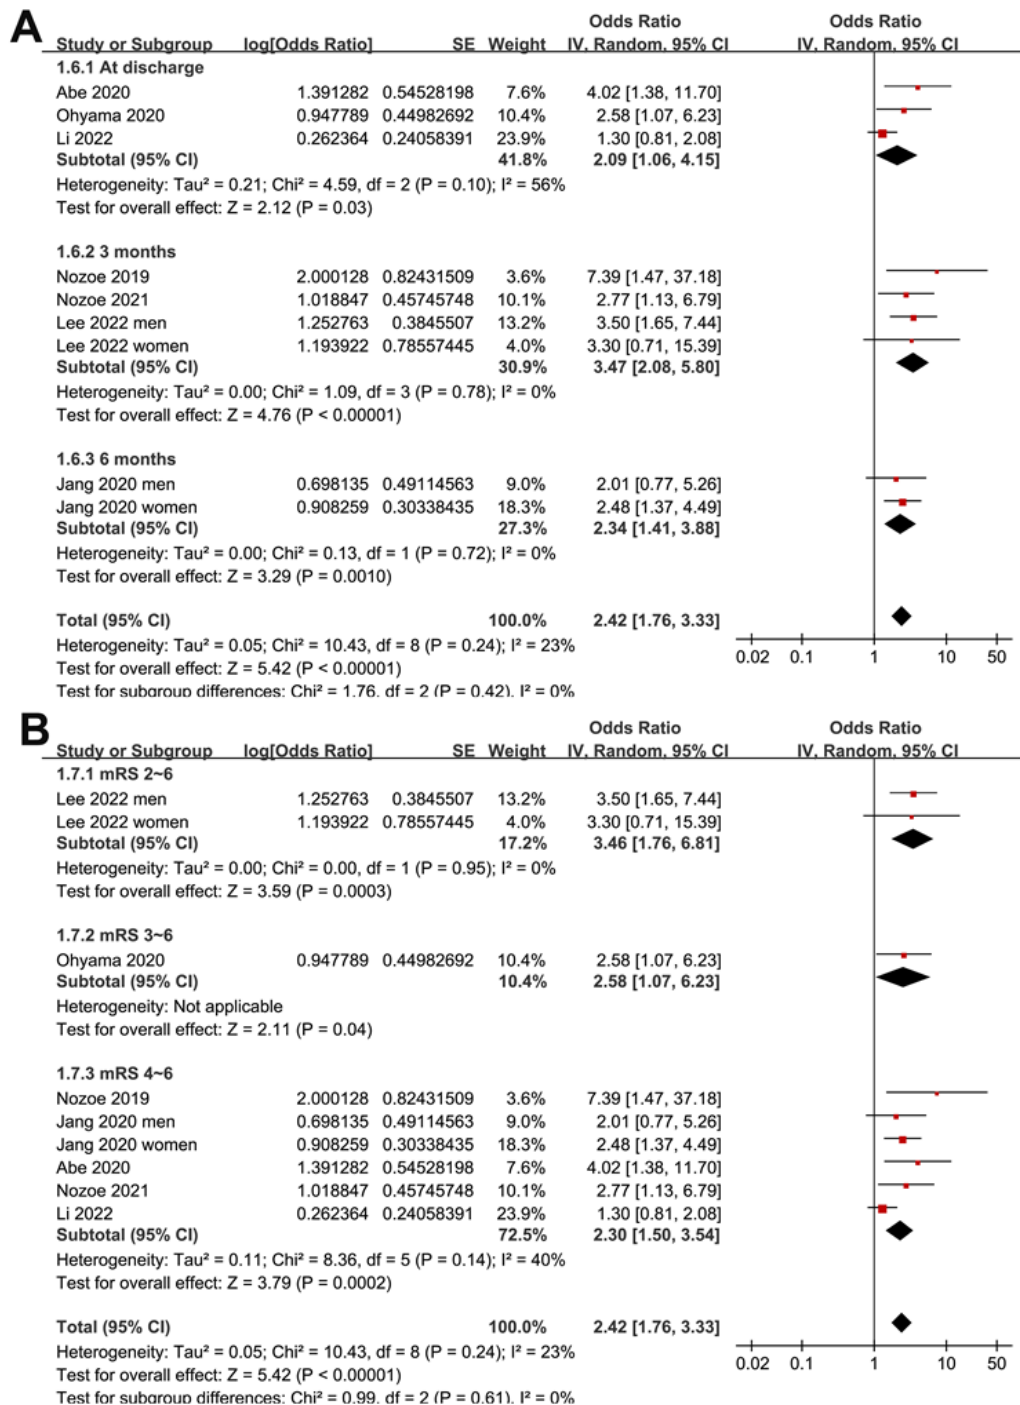 A
Odds Ratio Odds Ratio
Study or Subgroup log[Odds Ratio] SE Weight IV, Random, 95% CI IV, Random, 95% CI
1.6.1 At discharge
Abe 2020 1.391282 0.54528198 7.6% 4.02 [1.38, 11.70]
Ohyama 2020 0.947789 0.44982692 10.4% 2.58 [1.07, 6.23]
Li 2022 0.262364 0.24058391 23.9% 1.30 [0.81, 2.08]
Subtotal (95% CI) 41.8% 2.09 [1.06, 4.15]
Heterogeneity: Tau² = 0.21; Chi² = 4.59, df = 2 (P = 0.10); I² = 56%
Test for overall effect: Z = 2.12 (P = 0.03)
1.6.2 3 months
Nozoe 2019 2.000128 0.82431509 3.6% 7.39 [1.47, 37.18]
Nozoe 2021 1.018847 0.45745748 10.1% 2.77 [1.13, 6.79]
Lee 2022 men 1.252763 0.3845507 13.2% 3.50 [1.65, 7.44]
Lee 2022 women 1.193922 0.78557445 4.0% 3.30 [0.71, 15.39]
Subtotal (95% CI) 30.9% 3.47 [2.08, 5.80]
Heterogeneity: Tau² = 0.00; Chi² = 1.09, df = 3 (P = 0.78); I² = 0%
Test for overall effect: Z = 4.76 (P < 0.00001)
1.6.3 6 months
Jang 2020 men 0.698135 0.49114563 9.0% 2.01 [0.77, 5.26]
Jang 2020 women 0.908259 0.30338435 18.3% 2.48 [1.37, 4.49]
Subtotal (95% CI) 27.3% 2.34 [1.41, 3.88]
Heterogeneity: Tau² = 0.00; Chi² = 0.13, df = 1 (P = 0.72); I² = 0%
Test for overall effect: Z = 3.29 (P = 0.0010)
Total (95% CI) 100.0% 2.42 [1.76, 3.33]
Heterogeneity: Tau² = 0.05; Chi² = 10.43, df = 8 (P = 0.24); I² = 23%
0.02 0.1 1 10 50
Test for overall effect: Z = 5.42 (P < 0.00001)
Test for subgroup differences: Chi² = 1.76, df = 2 (P = 0.42), I² = 0%
B
Odds Ratio Odds Ratio
Study or Subgroup log[Odds Ratio] SE Weight IV, Random, 95% CI IV, Random, 95% CI
1.7.1 mRS 2~6
Lee 2022 men 1.252763 0.3845507 13.2% 3.50 [1.65, 7.44]
Lee 2022 women 1.193922 0.78557445 4.0% 3.30 [0.71, 15.39]
Subtotal (95% CI) 17.2% 3.46 [1.76, 6.81]
Heterogeneity: Tau² = 0.00; Chi² = 0.00, df = 1 (P = 0.95); I² = 0%
Test for overall effect: Z = 3.59 (P = 0.0003)
1.7.2 mRS 3~6
Ohyama 2020 0.947789 0.44982692 10.4% 2.58 [1.07, 6.23]
Subtotal (95% CI) 10.4% 2.58 [1.07, 6.23]
Heterogeneity: Not applicable
Test for overall effect: Z = 2.11 (P = 0.04)
1.7.3 mRS 4~6
Nozoe 2019 2.000128 0.82431509 3.6% 7.39 [1.47, 37.18]
Jang 2020 men 0.698135 0.49114563 9.0% 2.01 [0.77, 5.26]
Jang 2020 women 0.908259 0.30338435 18.3% 2.48 [1.37, 4.49]
Abe 2020 1.391282 0.54528198 7.6% 4.02 [1.38, 11.70]
Nozoe 2021 1.018847 0.45745748 10.1% 2.77 [1.13, 6.79]
Li 2022 0.262364 0.24058391 23.9% 1.30 [0.81, 2.08]
Subtotal (95% CI) 72.5% 2.30 [1.50, 3.54]
Heterogeneity: Tau² = 0.11; Chi² = 8.36, df = 5 (P = 0.14); I² = 40%
Test for overall effect: Z = 3.79 (P = 0.0002)
Total (95% CI) 100.0% 2.42 [1.76, 3.33]
Heterogeneity: Tau² = 0.05; Chi² = 10.43, df = 8 (P = 0.24); I² = 23%
0.02 0.1 1 10 50
Test for overall effect: Z = 5.42 (P < 0.00001)
Test for subgroup differences: Chi² = 0.99, df = 2 (P = 0.61), I² = 0%